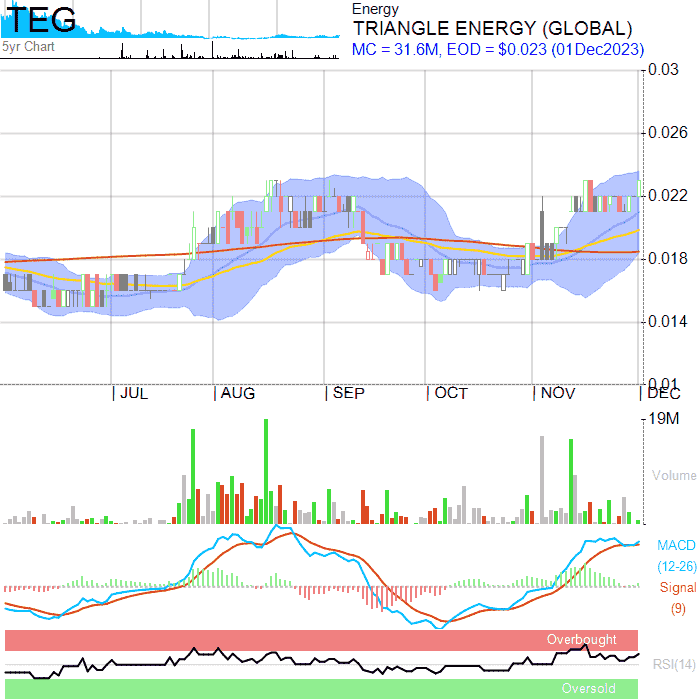 TEG
5yr Chart
Energy
TRIANGLE ENERGY (GLOBAL)
MC = 31.6M, EOD = $0.023 (01Dec2023)
0.03
0.026
0.022
0.018
0.014
0.01
JUL
AUG
SEP
OCT
NOV
DEC
19M
Volume
MACD
(12-26)
Signal
(9)
Overbought
RSI(14)
Oversold